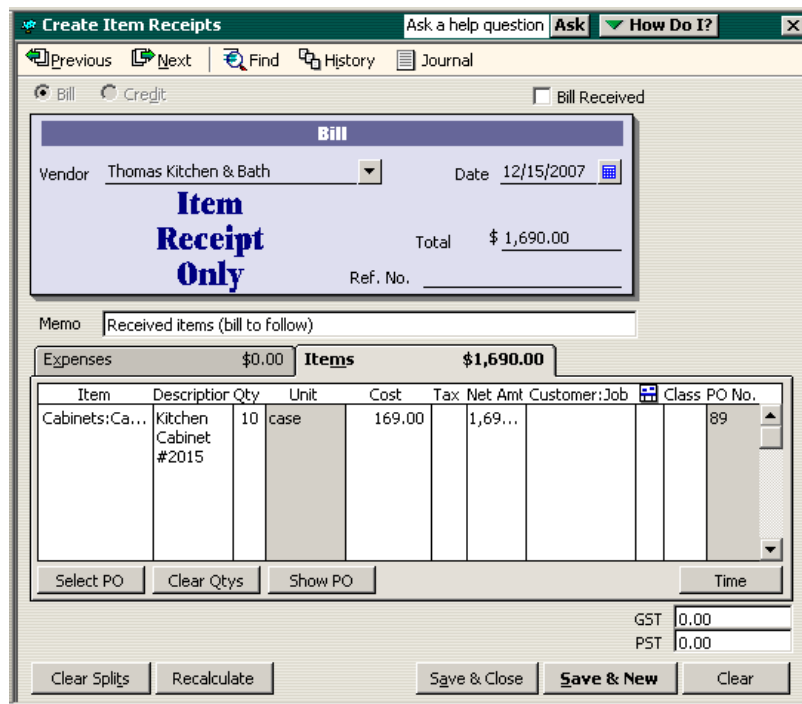 Create Item Receipts Ask a help question Ask How Do I? X
Previous Next Find History Journal
Bill Credit Bill Received
Bill
Vendor Thomas Kitchen & Bath Date 12/15/2007
Item
Receipt
Only
Total $ 1,690.00
Ref. No.
Memo Received items (bill to follow)
Expenses $0.00 Items $1,690.00
Item Description Qty Unit Cost Tax Net Amt Customer:Job Class PO No.
Cabinets:Ca... Kitchen 10 case 169.00 1,69... 89
Cabinet
#2015
Select PO Clear Qtys Show PO Time
GST 0.00
PST 0.00
Clear Splits Recalculate Save & Close Save & New Clear